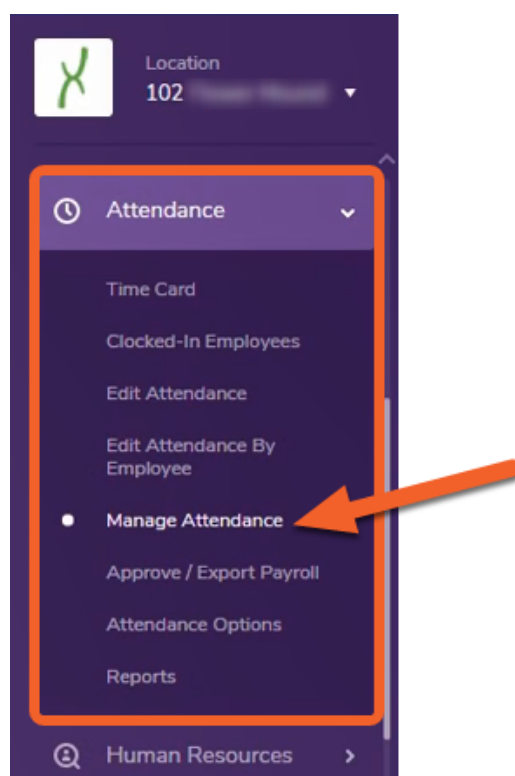 Location
102
Attendance
Time Card
Clocked-In Employees
Edit Attendance
Edit Attendance By
Employee
Manage Attendance
Approve / Export Payroll
Attendance Options
Reports
Human Resources